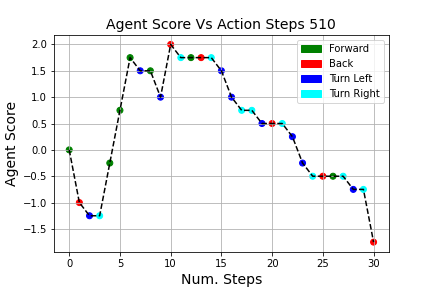 Agent Score Vs Action Steps 510
Agent Score
2.0
1.5
1.0
0.5
0.0
−0.5
−1.0
−1.5
Forward
Back
Turn Left
Turn Right
0 5 10 15 20 25 30
Num. Steps